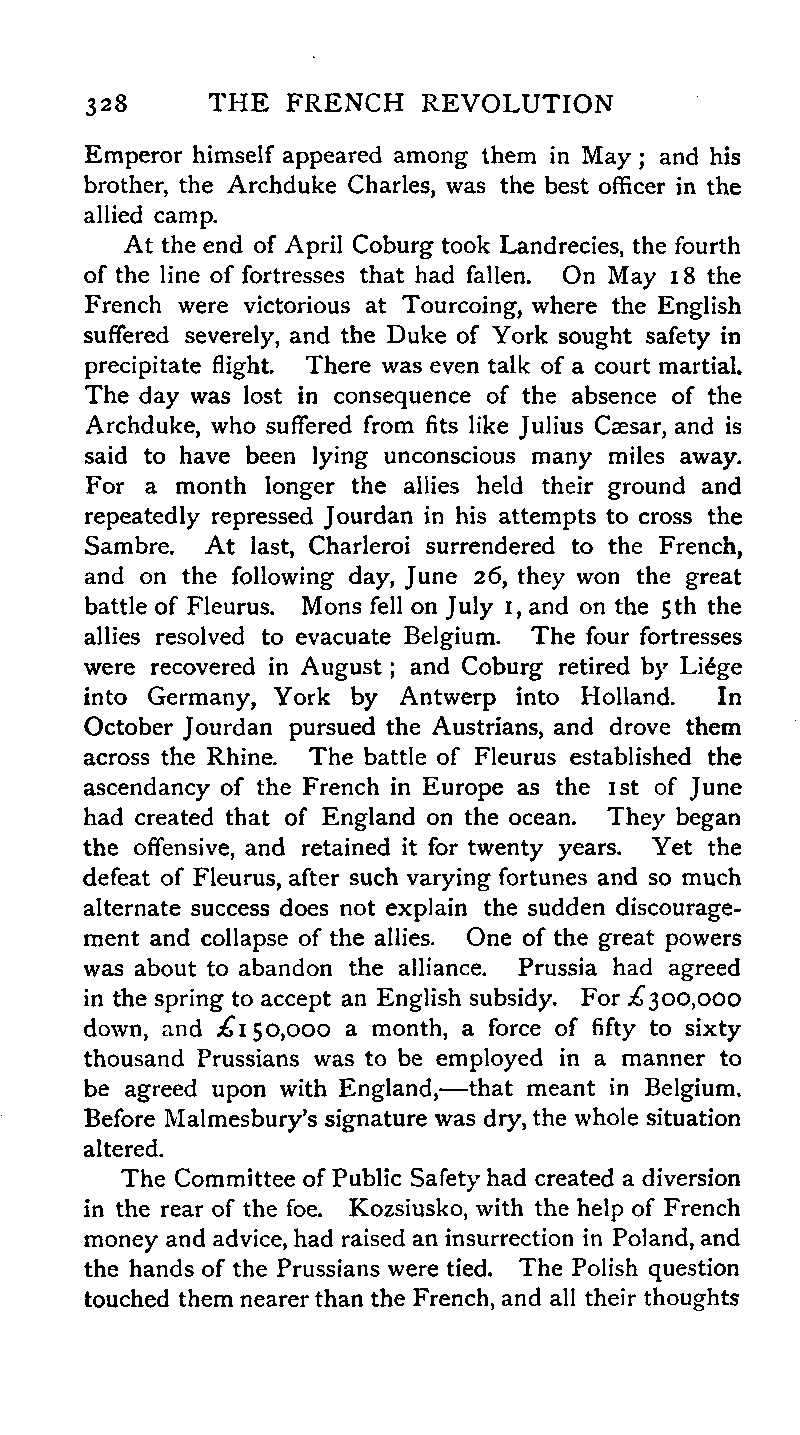 328 THE FRENCH REVOLUTION
Emperor himself appeared among them in May ; and his
brother, the Archduke Charles, was the best officer in the
allied camp.
At the end of April Coburg took Landrecies, the fourth
of the line of fortresses that had fallen. On May 18 the
French were victorious at Tourcoing, where the English
suffered severely, and the Duke of York sought safety in
precipitate flight. There was even talk of a court martial.
The day was lost in consequence of the absence of the
Archduke, who suffered from fits like Julius Cæsar, and is
said to have been lying unconscious many miles away.
For a month longer the allies held their ground and
repeatedly repressed Jourdan in his attempts to cross the
Sambre. At last, Charleroi surrendered to the French,
and on the following day, June 26, they won the great
battle of Fleurus. Mons fell on July 1, and on the 5th the
allies resolved to evacuate Belgium. The four fortresses
were recovered in August ; and Coburg retired by Liége
into Germany, York by Antwerp into Holland. In
October Jourdan pursued the Austrians, and drove them
across the Rhine. The battle of Fleurus established the
ascendancy of the French in Europe as the 1st of June
had created that of England on the ocean. They began
the offensive, and retained it for twenty years. Yet the
defeat of Fleurus, after such varying fortunes and so much
alternate success does not explain the sudden discourage-
ment and collapse of the allies. One of the great powers
was about to abandon the alliance. Prussia had agreed
in the spring to accept an English subsidy. For £300,000
down, and £150,000 a month, a force of fifty to sixty
thousand Prussians was to be employed in a manner to
be agreed upon with England,—that meant in Belgium.
Before Malmesbury's signature was dry, the whole situation
altered.
The Committee of Public Safety had created a diversion
in the rear of the foe. Kozsiusko, with the help of French
money and advice, had raised an insurrection in Poland, and
the hands of the Prussians were tied. The Polish question
touched them nearer than the French, and all their thoughts